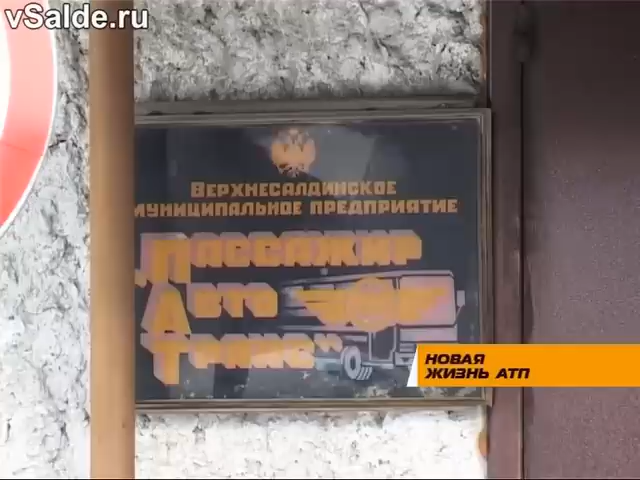 vSalde.ru
ВЕРХНЕСАЛДИНСКОЕ
МУНИЦИПАЛЬНОЕ ПРЕДПРИЯТИЕ
"ПАССАЖИР
АВТО
ТРАНС"
НОВАЯ
ЖИЗНЬ АТП